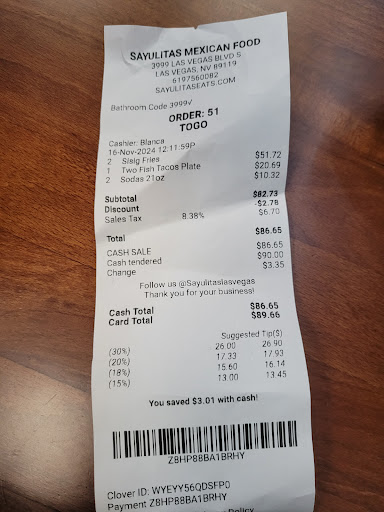 SAYULITAS MEXICAN FOOD
3999 LAS VEGAS BLVD S
LAS VEGAS, NV 89119
6197560082
SAYULITASEATS.COM
Bathroom Code 3999√
ORDER: 51
TOGO
Cashier: Blanca
16-Nov-2024 12:11:59P
2 Sisig Fries $51.72
1 Two Fish Tacos Plate $20.69
2 Sodas 21oz $10.32
Subtotal $82.73
Discount -$2.78
Sales Tax 8.38% $6.70
Total $86.65
CASH SALE $86.65
Cash tendered $90.00
Change $3.35
Follow us @Sayulitaslasvegas
Thank you for your business!
Cash Total $86.65
Card Total $89.66
Suggested Tip($)
(30%) 26.00 26.90
(20%) 17.33 17.93
(18%) 15.60 16.14
(15%) 13.00 13.45
You saved $3.01 with cash!
Z8HP88BA1BRHY
Clover ID: WYEYY56QDSFP0
Payment Z8HP88BA1BRHY
Policy